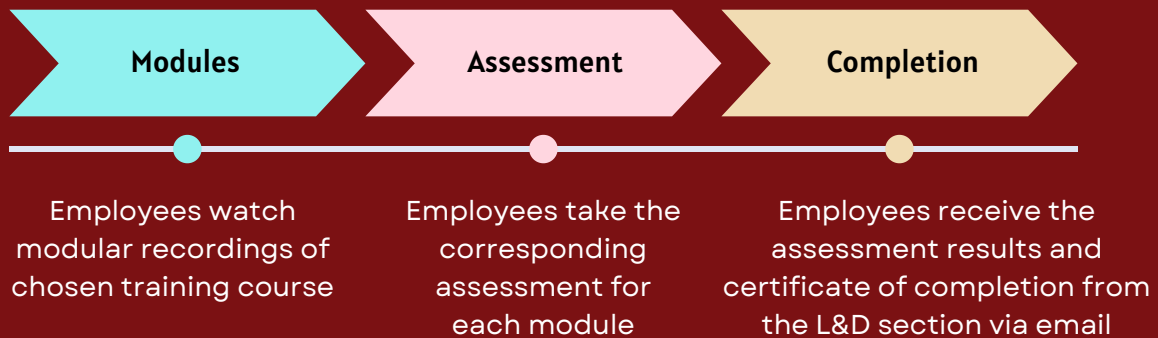 Modules
Assessment
Completion
Employees watch
modular recordings of
chosen training course
Employees take the
corresponding
assessment for
each module
Employees receive the
assessment results and
certificate of completion from
the L&D section via email